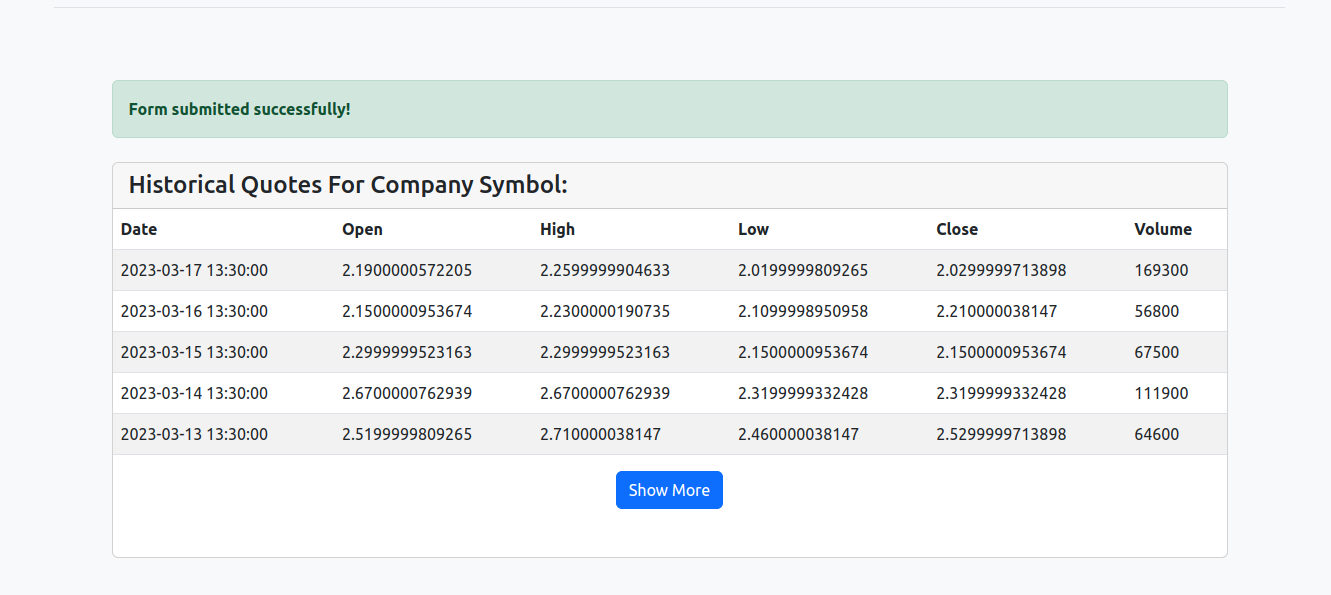 Form submitted successfully!
Historical Quotes For Company Symbol:
Date Open High Low Close Volume
2023-03-17 13:30:00 2.1900000572205 2.2599999904633 2.0199999809265 2.0299999713898 169300
2023-03-16 13:30:00 2.1500000953674 2.2300000190735 2.1099998950958 2.210000038147 56800
2023-03-15 13:30:00 2.2999999523163 2.2999999523163 2.1500000953674 2.1500000953674 67500
2023-03-14 13:30:00 2.6700000762939 2.6700000762939 2.3199999332428 2.3199999332428 111900
2023-03-13 13:30:00 2.5199999809265 2.710000038147 2.460000038147 2.5299999713898 64600
Show More